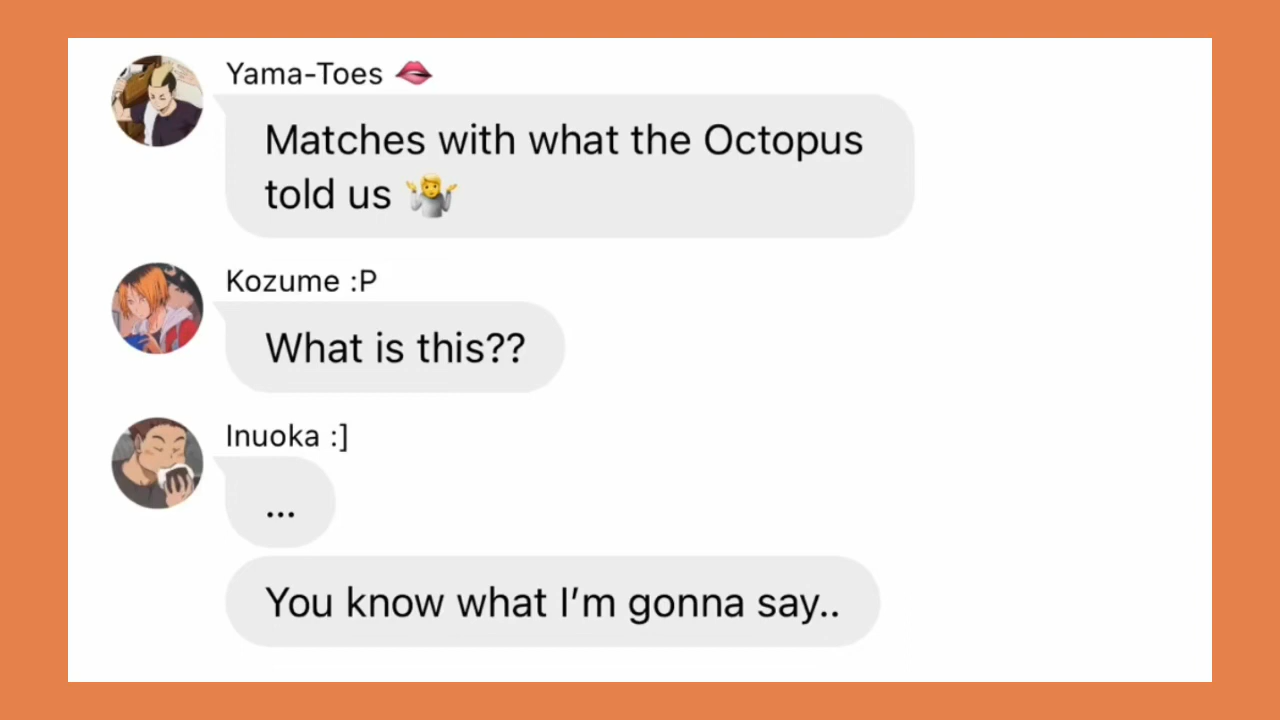 Yama-Toes 🫦
Matches with what the Octopus
told us 🤷
Kozume :P
What is this??
Inuoka :]
...
You know what I’m gonna say..